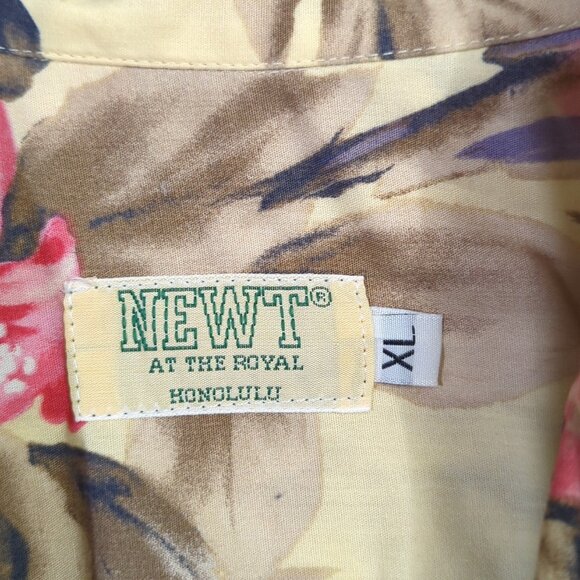 NEWT®
AT THE ROYAL
HONOLULU
XL